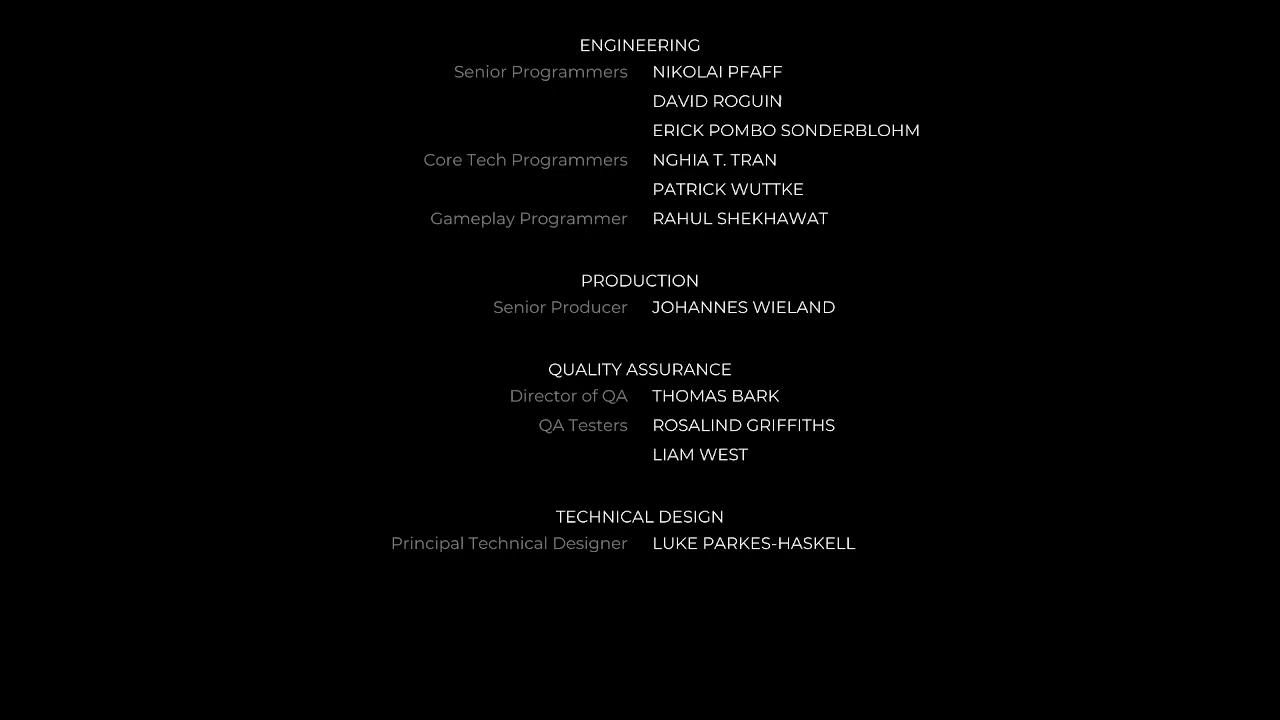 ENGINEERING
Senior Programmers NIKOLAI PFAFF
DAVID ROGUIN
ERICK POMBO SONDERBLOHM
Core Tech Programmers NGHIA T. TRAN
PATRICK WUTTKE
Gameplay Programmer RAHUL SHEKHAWAT
PRODUCTION
Senior Producer JOHANNES WIELAND
QUALITY ASSURANCE
Director of QA THOMAS BARK
QA Testers ROSALIND GRIFFITHS
LIAM WEST
TECHNICAL DESIGN
Principal Technical Designer LUKE PARKES-HASKELL